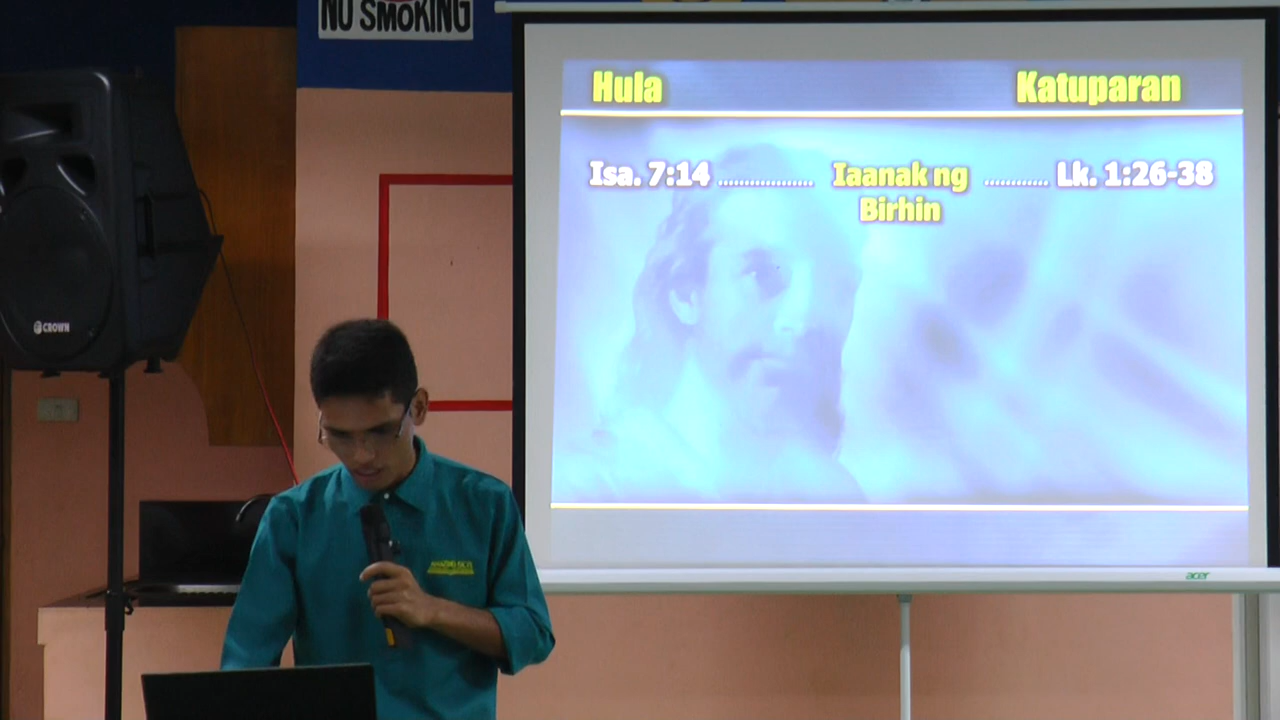 NO SMOKING
Hula Katuparan
Isa. 7:14 ................. Iaanak ng ............ Lk. 1:26-38
Birhin
CROWN
acer